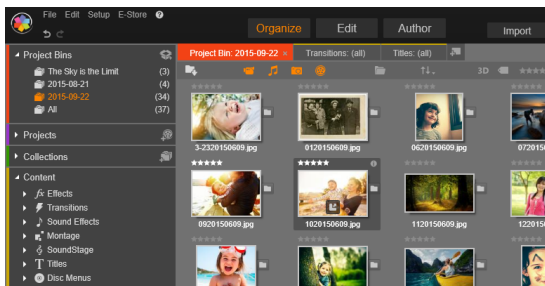 File Edit Setup E-Store ?
Organize Edit Author Import
Project Bins
The Sky is the Limit (3)
2015-08-21 (4)
2015-09-22 (34)
All (37)
Projects
Collections
Content
fx Effects
Transitions
Sound Effects
Montage
SoundStage
T Titles
Disc Menus
Project Bin: 2015-09-22 × Transitions: (all) Titles: (all)
3D
3-2320150609.jpg 0120150609.jpg 0620150609.jpg 072015
0920150609.jpg 1020150609.jpg 1120150609.jpg 1220150